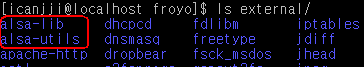 [icanjji@localhost froyo]$ ls external/
alsa-lib dhcpcd fdlibm iptables
alsa-utils dnsmasq freetype jdiff
apache-http dropbear fsck_msdos jhead